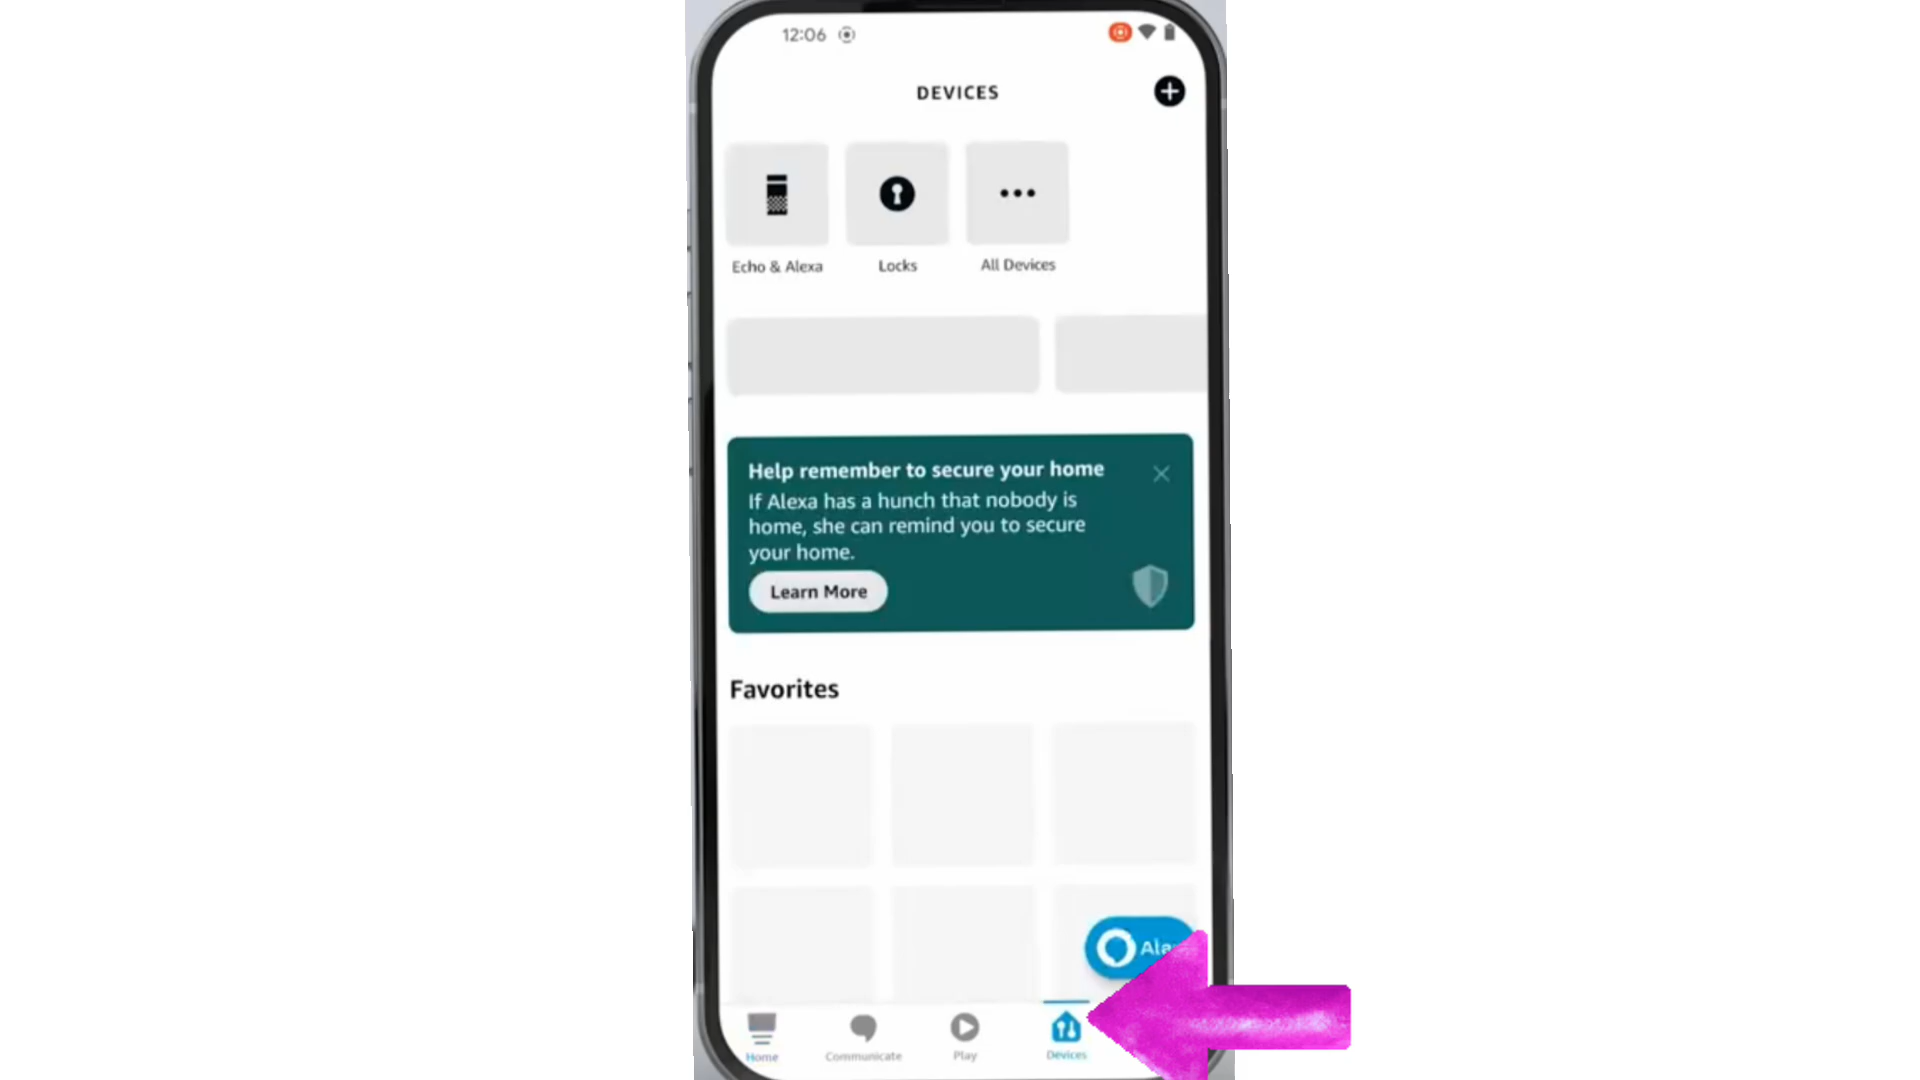 12:06
DEVICES
Echo & Alexa
Locks
All Devices
Help remember to secure your home
If Alexa has a hunch that nobody is
home, she can remind you to secure
your home.
Learn More
Favorites
Home
Communicate
Play
Devices